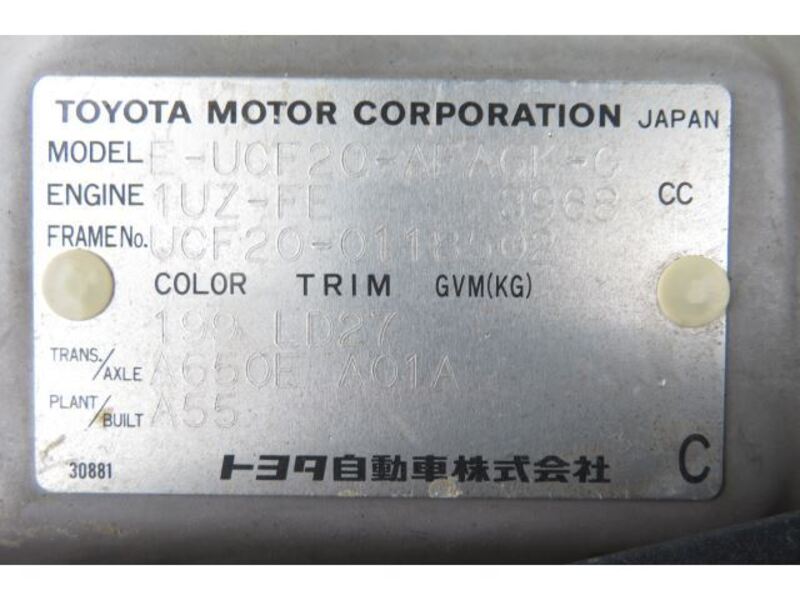 TOYOTA MOTOR CORPORATION JAPAN
MODEL E-UCF20-AEAGK-C
ENGINE 1UZ-FE 3968 CC
FRAME No. UCF20-0118502
COLOR TRIM GVM(KG)
199 LD27
TRANS./AXLE A650E A01A
PLANT/BUILT A55
30881 トヨタ自動車株式会社 C